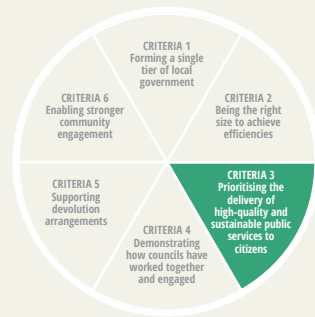 CRITERIA 1
Forming a single
tier of local
government
CRITERIA 2
Being the right
size to achieve
efficiencies
CRITERIA 3
Prioritising the
delivery of
high-quality and
sustainable public
services to
citizens
CRITERIA 4
Demonstrating
how councils have
worked together
and engaged
CRITERIA 5
Supporting
devolution
arrangements
CRITERIA 6
Enabling stronger
community
engagement